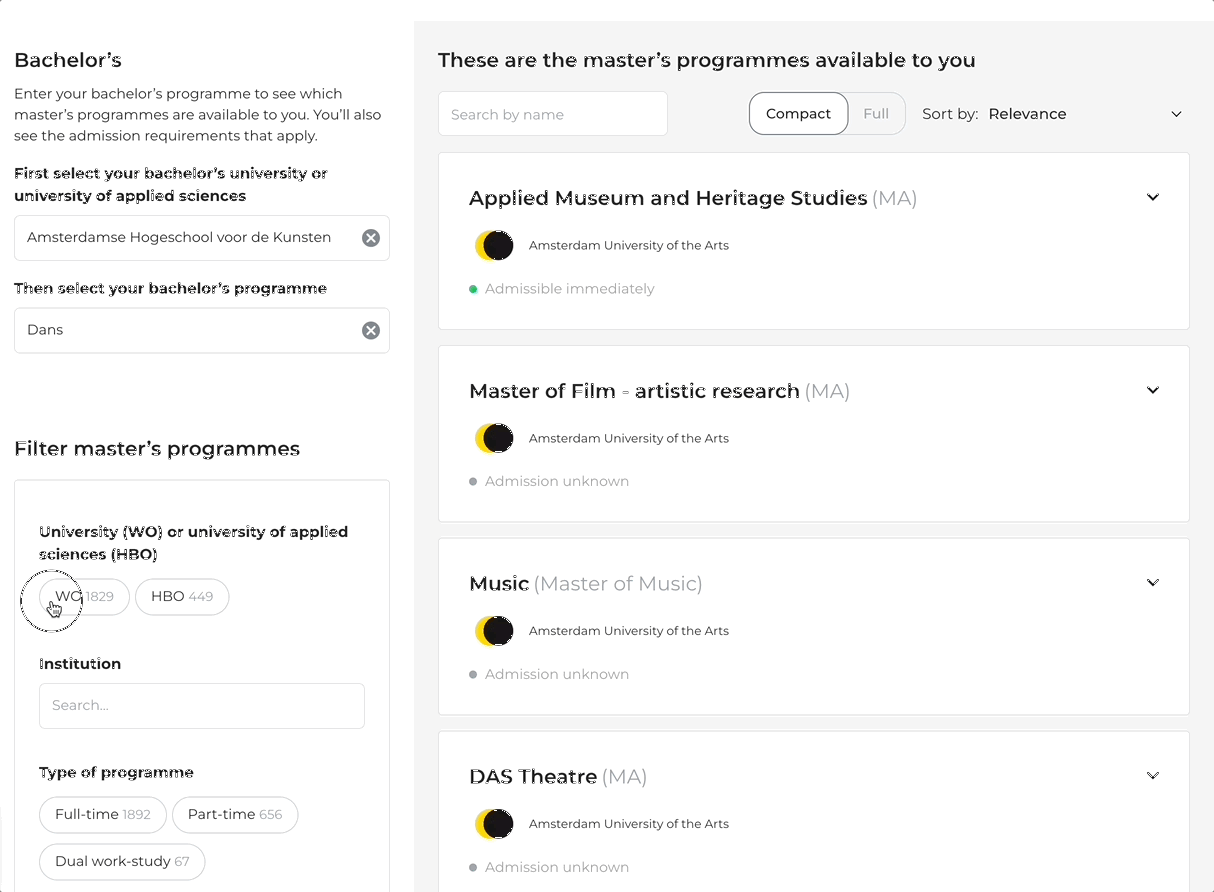 Bachelor’s
Enter your bachelor’s programme to see which
master’s programmes are available to you. You’ll also
see the admission requirements that apply.
First select your bachelor’s university or
university of applied sciences
Amsterdamse Hogeschool voor de Kunsten
Then select your bachelor’s programme
Dans
Filter master’s programmes
University (WO) or university of applied
sciences (HBO)
WO 1829 HBO 449
Institution
Search...
Type of programme
Full-time 1892 Part-time 656
Dual work-study 67
These are the master’s programmes available to you
Search by name Compact Full Sort by: Relevance
Applied Museum and Heritage Studies (MA)
Amsterdam University of the Arts
Admissible immediately
Master of Film - artistic research (MA)
Amsterdam University of the Arts
Admission unknown
Music (Master of Music)
Amsterdam University of the Arts
Admission unknown
DAS Theatre (MA)
Amsterdam University of the Arts
Admission unknown